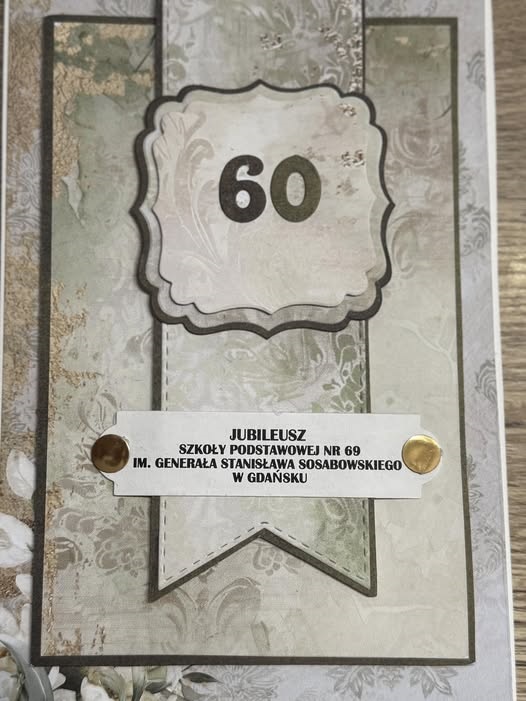 60
JUBILEUSZ
SZKOŁY PODSTAWOWEJ NR 69
IM. GENERAŁA STANISŁAWA SOSABOWSKIEGO
W GDAŃSKU